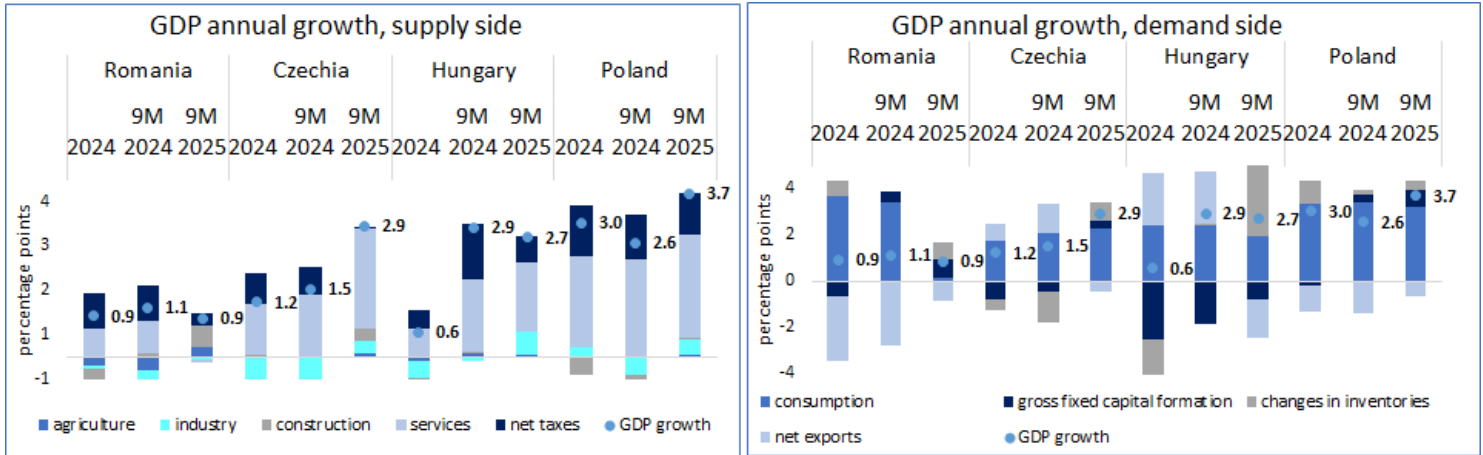 GDP annual growth, supply side
Romania Czechia Hungary Poland
9M 9M 9M 9M 9M 9M 9M 9M
2024 2024 2025 2024 2024 2025 2024 2024 2025 2024 2024 2025
percentage points
4
3
2
1
-1
0.9 1.1 0.9 1.2 1.5 2.9 0.6 2.9 2.7 3.0 2.6 3.7
agriculture industry construction services net taxes GDP growth
GDP annual growth, demand side
Romania Czechia Hungary Poland
9M 9M 9M 9M 9M 9M 9M 9M
2024 2024 2025 2024 2024 2025 2024 2024 2025 2024 2024 2025
percentage points
4
2
0
-2
-4
0.9 1.1 0.9 1.2 1.5 2.9 0.6 2.9 2.7 3.0 2.6 3.7
consumption gross fixed capital formation changes in inventories
net exports GDP growth